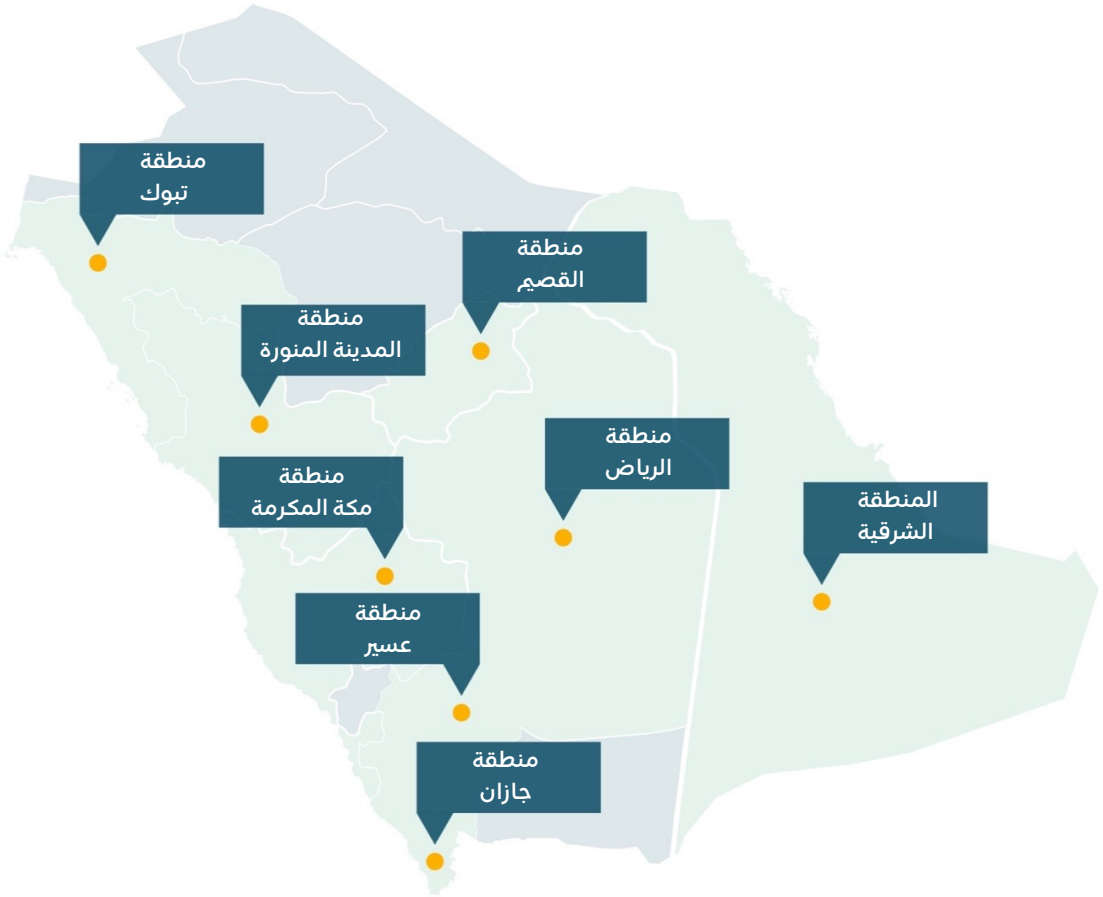 منطقة
تبوك
منطقة
القصيم
منطقة
المدينة المنورة
منطقة
الرياض
منطقة
مكة المكرمة
المنطقة
الشرقية
منطقة
عسير
منطقة
جازان